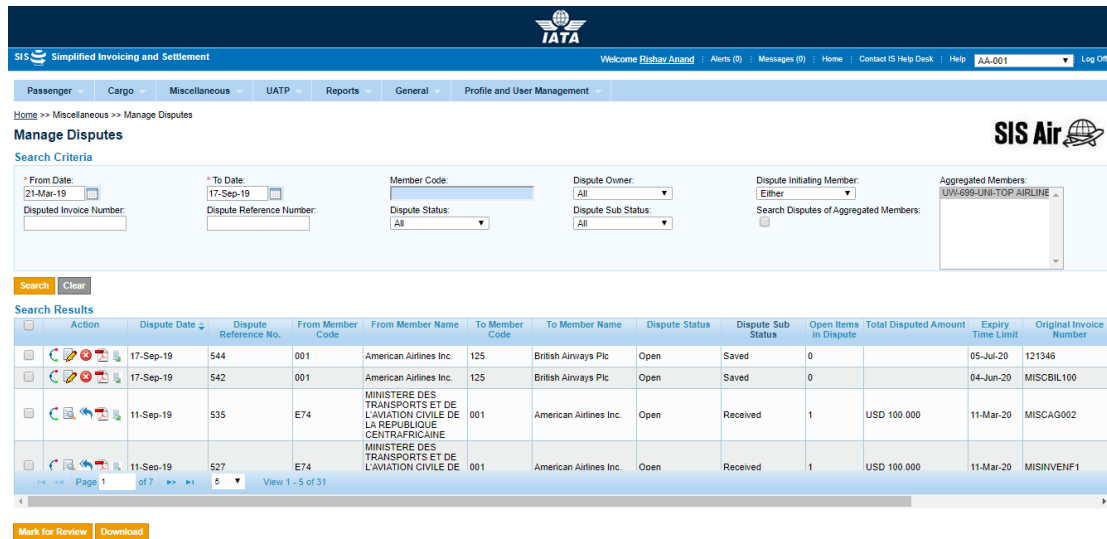 IATA
SIS Simplified Invoicing and Settlement
Welcome Rishav Anand : Alerts (0) : Messages (0) : Home : Contact IS Help Desk : Help AA-001 Log Off
Passenger Cargo Miscellaneous UATP Reports General Profile and User Management
Home >> Miscellaneous >> Manage Disputes
Manage Disputes
SIS Air
Search Criteria
* From Date: * To Date: Member Code: Dispute Owner: Dispute Initiating Member: Aggregated Members:
21-Mar-19 17-Sep-19 All Either UW-699-UNI-TOP AIRLINE
Disputed Invoice Number: Dispute Reference Number: Dispute Status: Dispute Sub Status: Search Disputes of Aggregated Members:
All All
Search Clear
Search Results
Action Dispute Date Dispute Reference No. From Member Code From Member Name To Member Code To Member Name Dispute Status Dispute Sub Status Open Items in Dispute Total Disputed Amount Expiry Time Limit Original Invoice Number
17-Sep-19 544 001 American Airlines Inc. 125 British Airways Plc Open Saved 0 05-Jul-20 121346
17-Sep-19 542 001 American Airlines Inc. 125 British Airways Plc Open Saved 0 04-Jun-20 MISCBIL100
MINISTERE DES
TRANSPORTS ET DE
11-Sep-19 535 E74 L'AVIATION CIVILE DE 001 American Airlines Inc. Open Received 1 USD 100.000 11-Mar-20 MISCAG002
LA REPUBLIQUE
CENTRAFRICAINE
MINISTERE DES
TRANSPORTS ET DE
11-Sep-19 527 E74 L'AVIATION CIVILE DE 001 American Airlines Inc. Open Received 1 USD 100.000 11-Mar-20 MISINVENF1
Page 1 of 7 5 View 1 - 5 of 31
Mark for Review Download